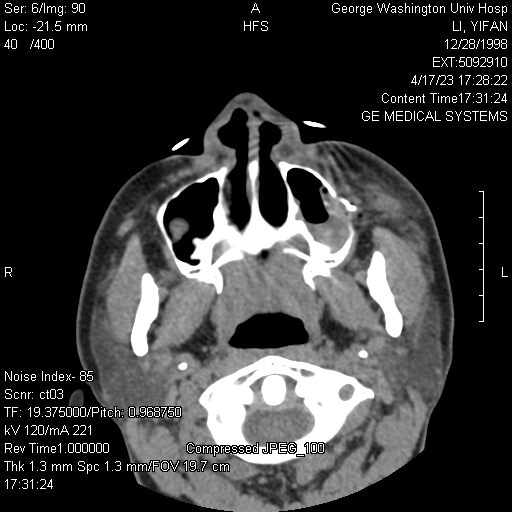 Ser: 6/Img: 90
Loc: -21.5 mm
40 /400
A
HFS
George Washington Univ Hosp
LI, YIFAN
12/28/1998
EXT:5092910
4/17/23 17:28:22
Content Time17:31:24
GE MEDICAL SYSTEMS
R
L
Noise Index- 85
Scnr: ct03
TF: 19.375000/Pitch: 0.968750
kV 120/mA 221
Rev Time1.000000
Compressed JPEG_100
Thk 1.3 mm Spc 1.3 mm/FOV 19.7 cm
17:31:24